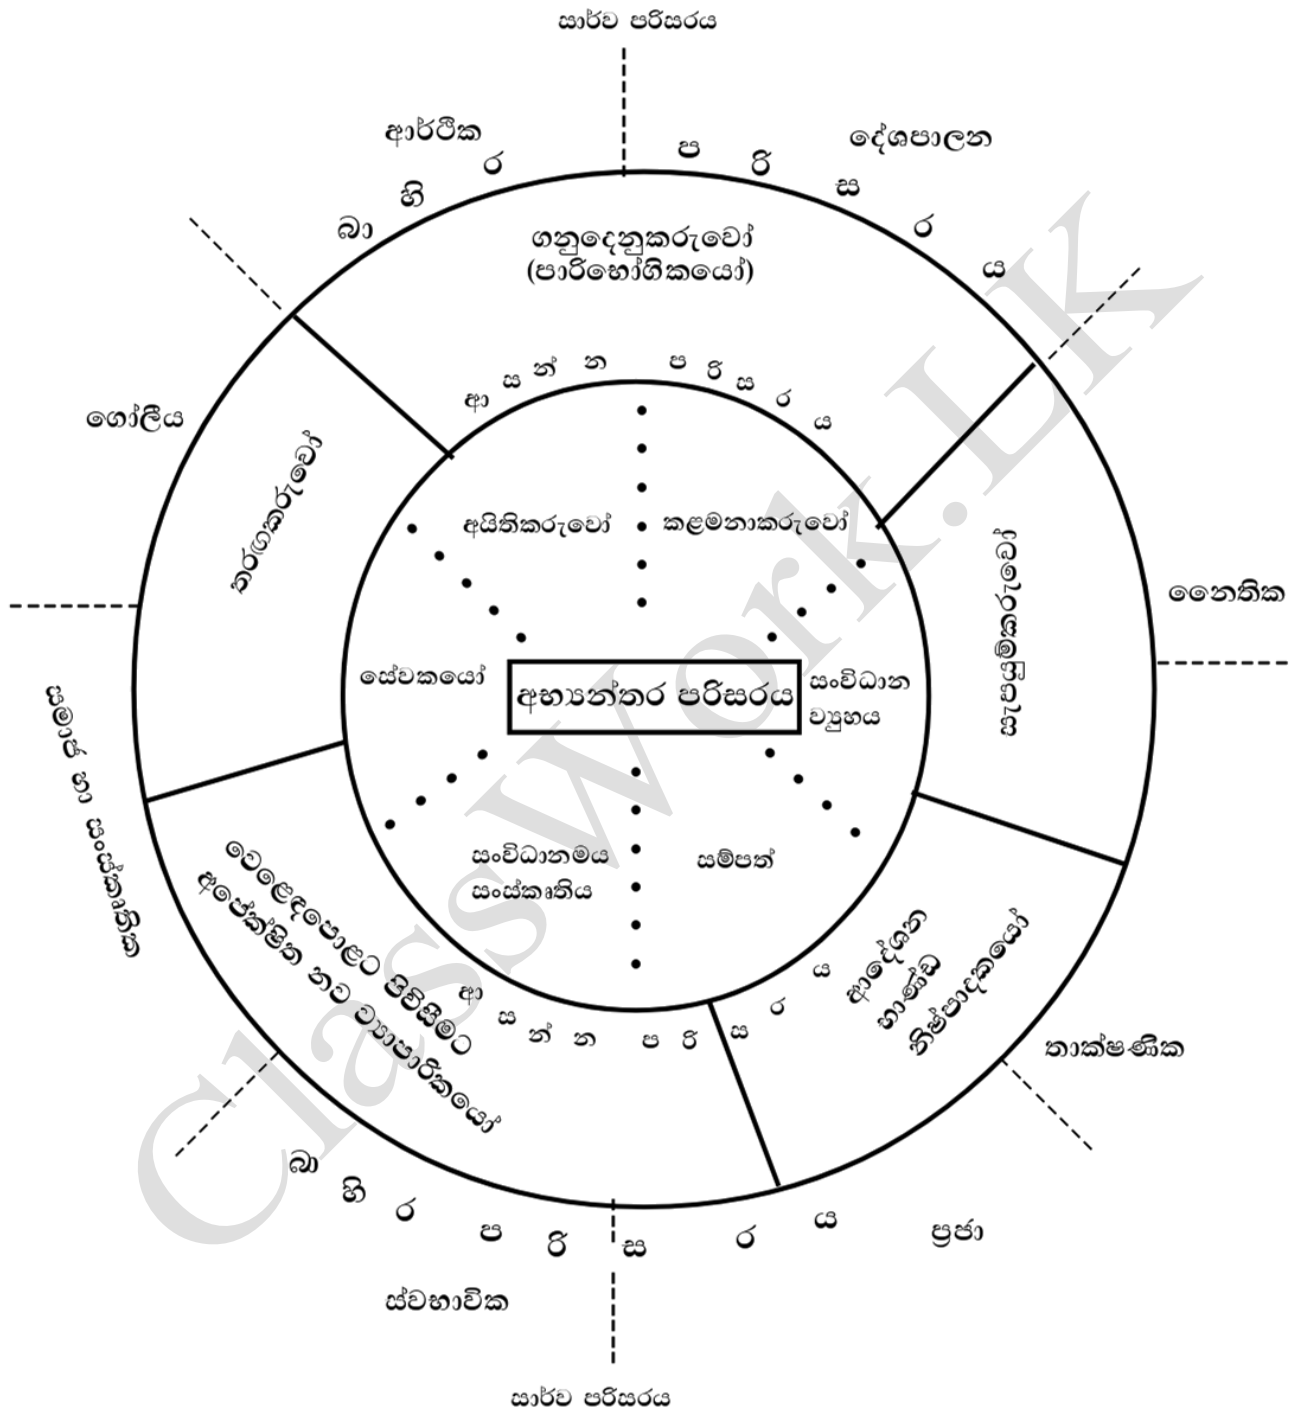 සාර්ව පරිසරය
ආර්ථික
දේශපාලන
බාහිර පරිසරය
ගනුදෙනුකරුවෝ
(පාරිභෝගිකයෝ)
ආසන්න පරිසරය
ගෝලීය
තරඟකරුවෝ
අයිතිකරුවෝ
කළමනාකරුවෝ
සැපයුම්කරුවෝ
නෛතික
සේවකයෝ
අභ්‍යන්තර පරිසරය
සංවිධාන
ව්‍යුහය
සමාජ හා සංස්කෘතික
සංවිධානමය
සංස්කෘතිය
සම්පත්
වෙළෙඳපොළට පිවිසීමට
අපේක්ෂිත නව ව්‍යාපාරිකයෝ
ආදේශන
භාණ්ඩ
නිෂ්පාදකයෝ
ආසන්න පරිසරය
තාක්ෂණික
බාහිර පරිසරය
ප්‍රජා
ස්වභාවික
සාර්ව පරිසරය
ClassWork.LK